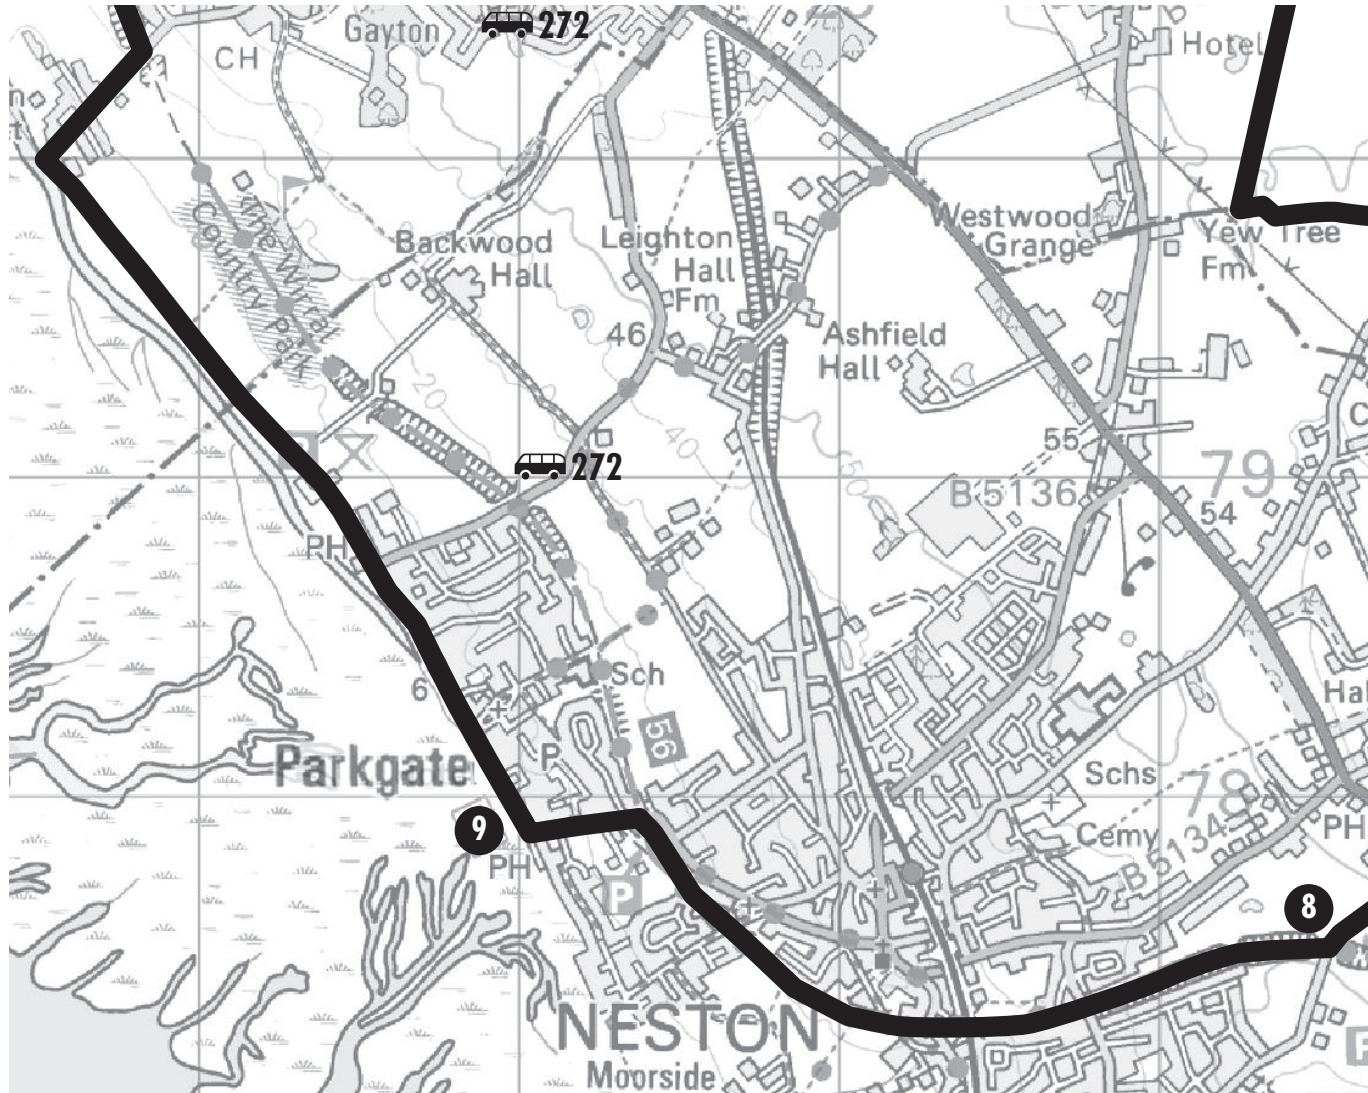 Gayton
272
CH
Hotel
Westwood
Grange
Yew Tree
Fm
The Wirral
Country Park
Backwood
Hall
Leighton
Hall
Fm
46
Ashfield
Hall
20
40
50
55
272
B 5136
79
54
PH
6
Sch
56
Parkgate
P
Schs
78
Cemy
B 5134
PH
9
PH
P
8
NESTON
Moorside
P